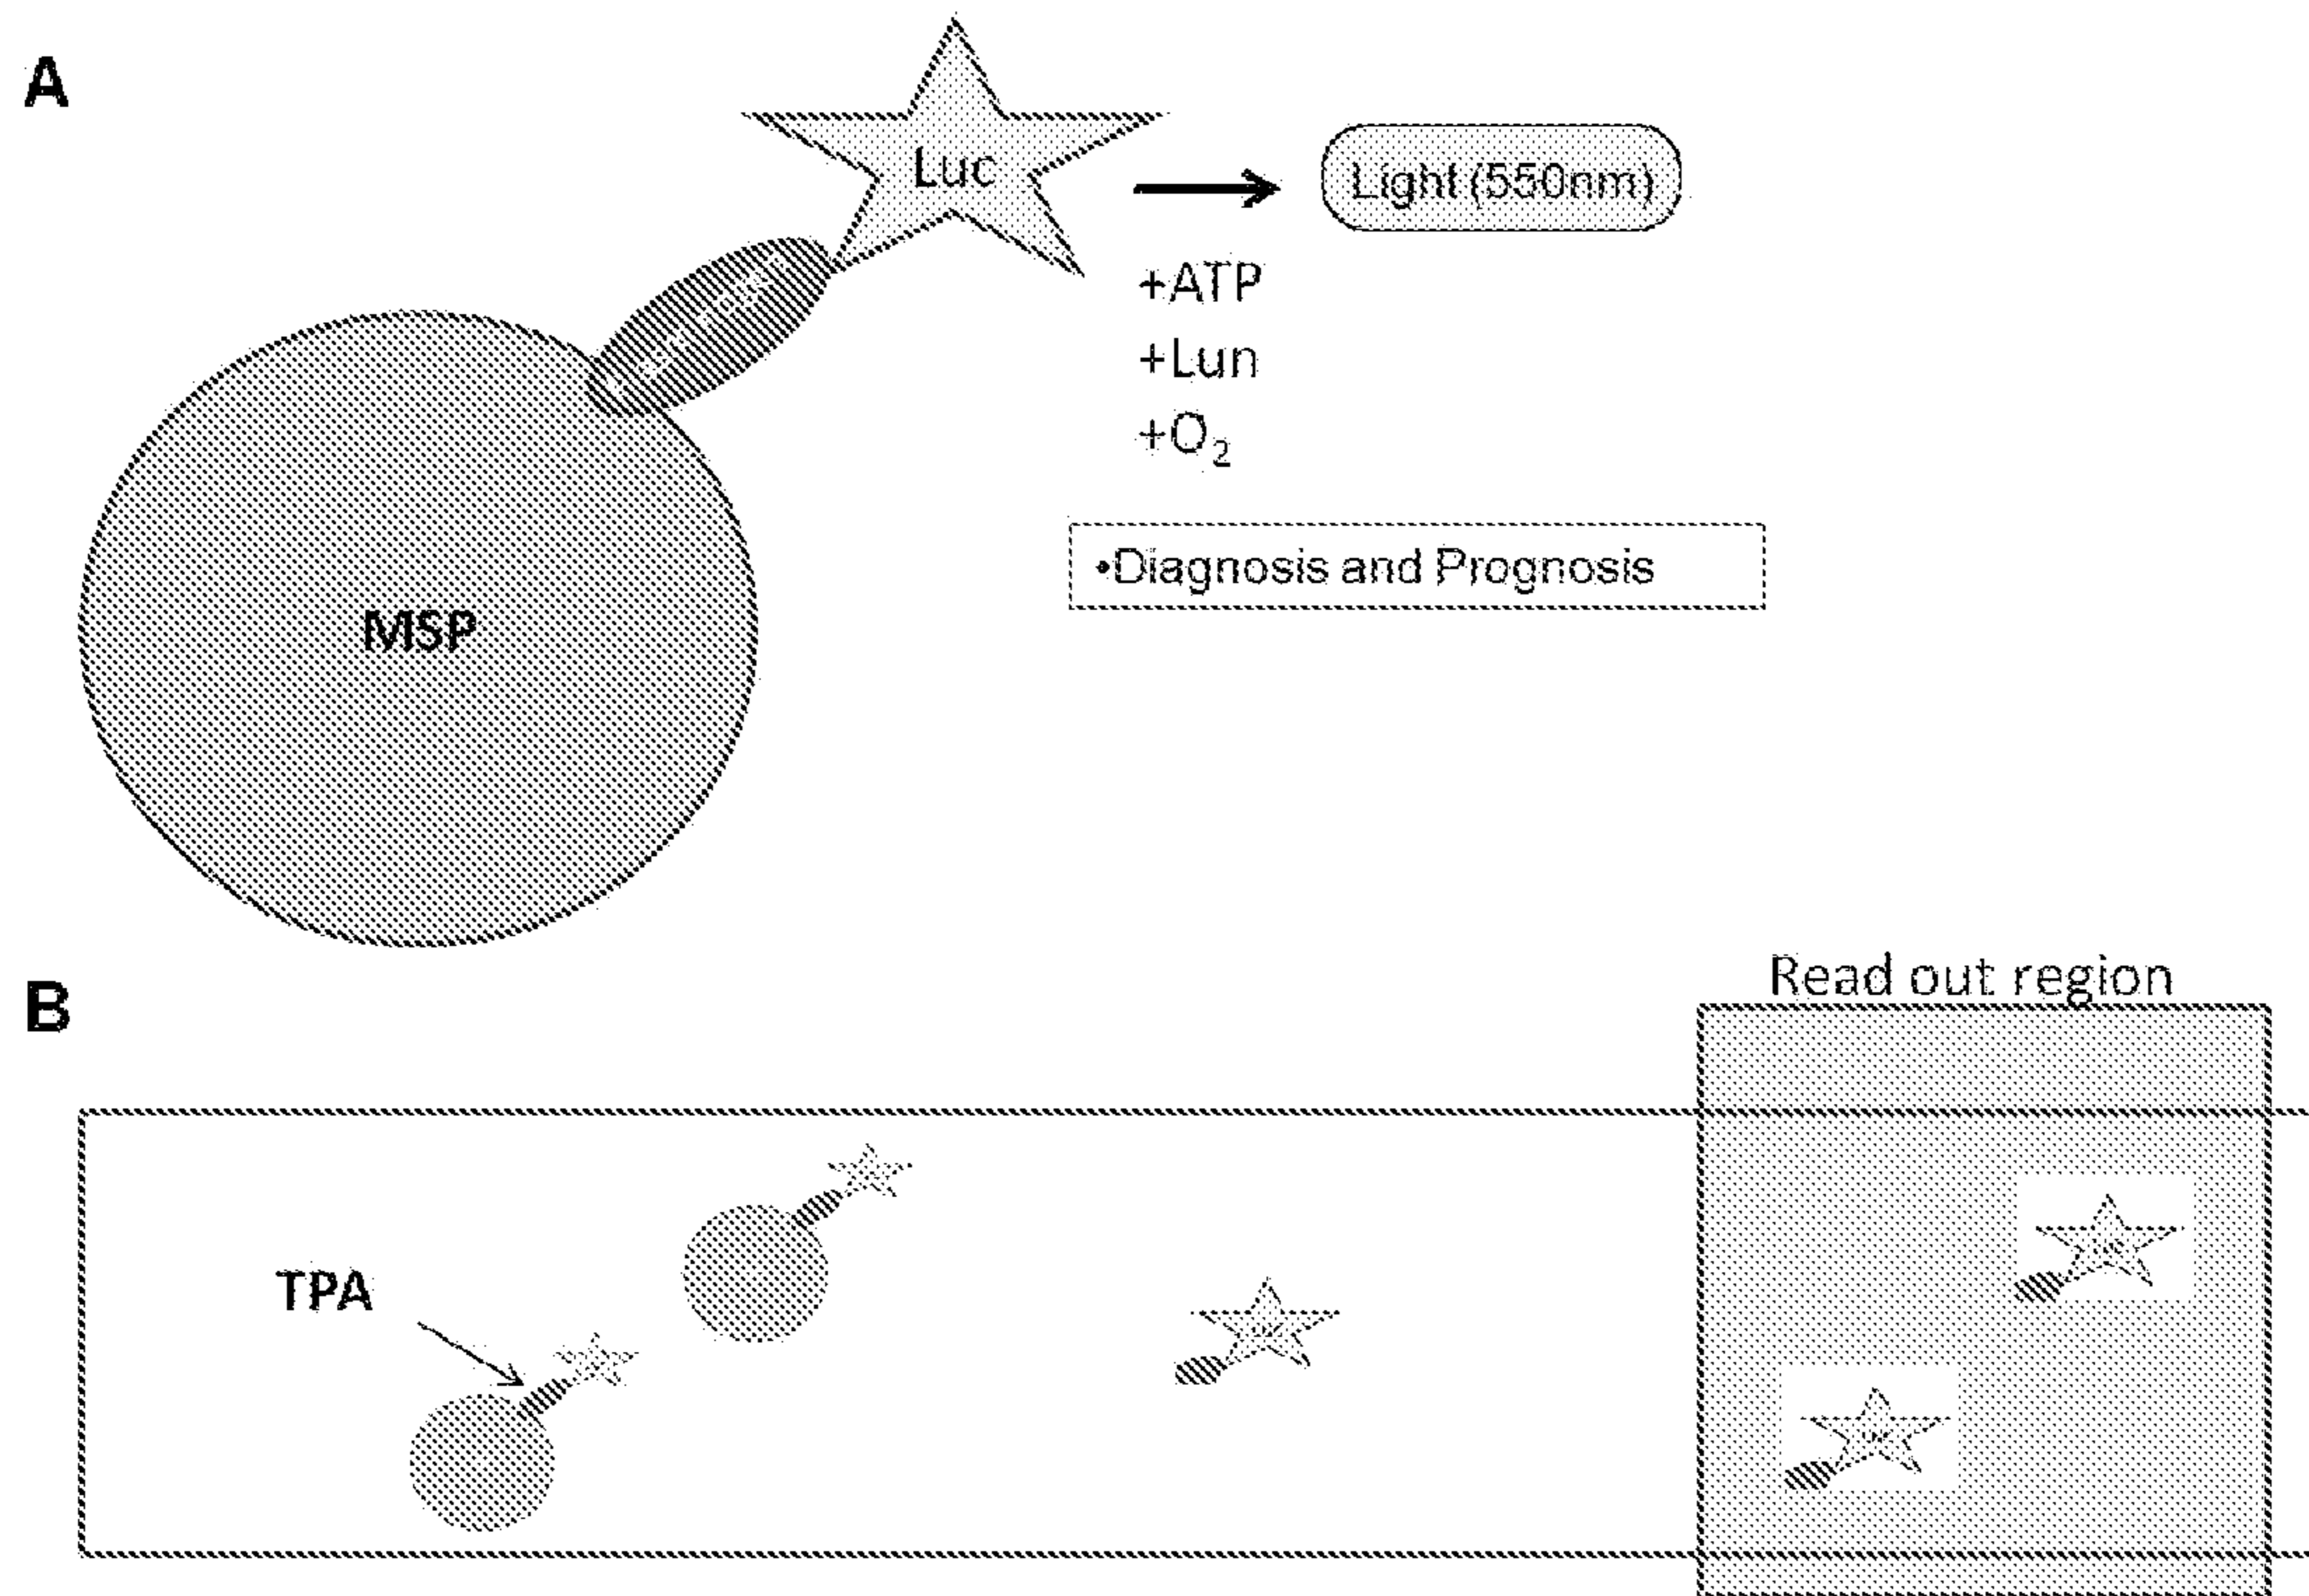 A
Luc
Light (550nm)
+ATP
+Lun
+O₂
•Diagnosis and Prognosis
MSP
Read out region
B
TPA